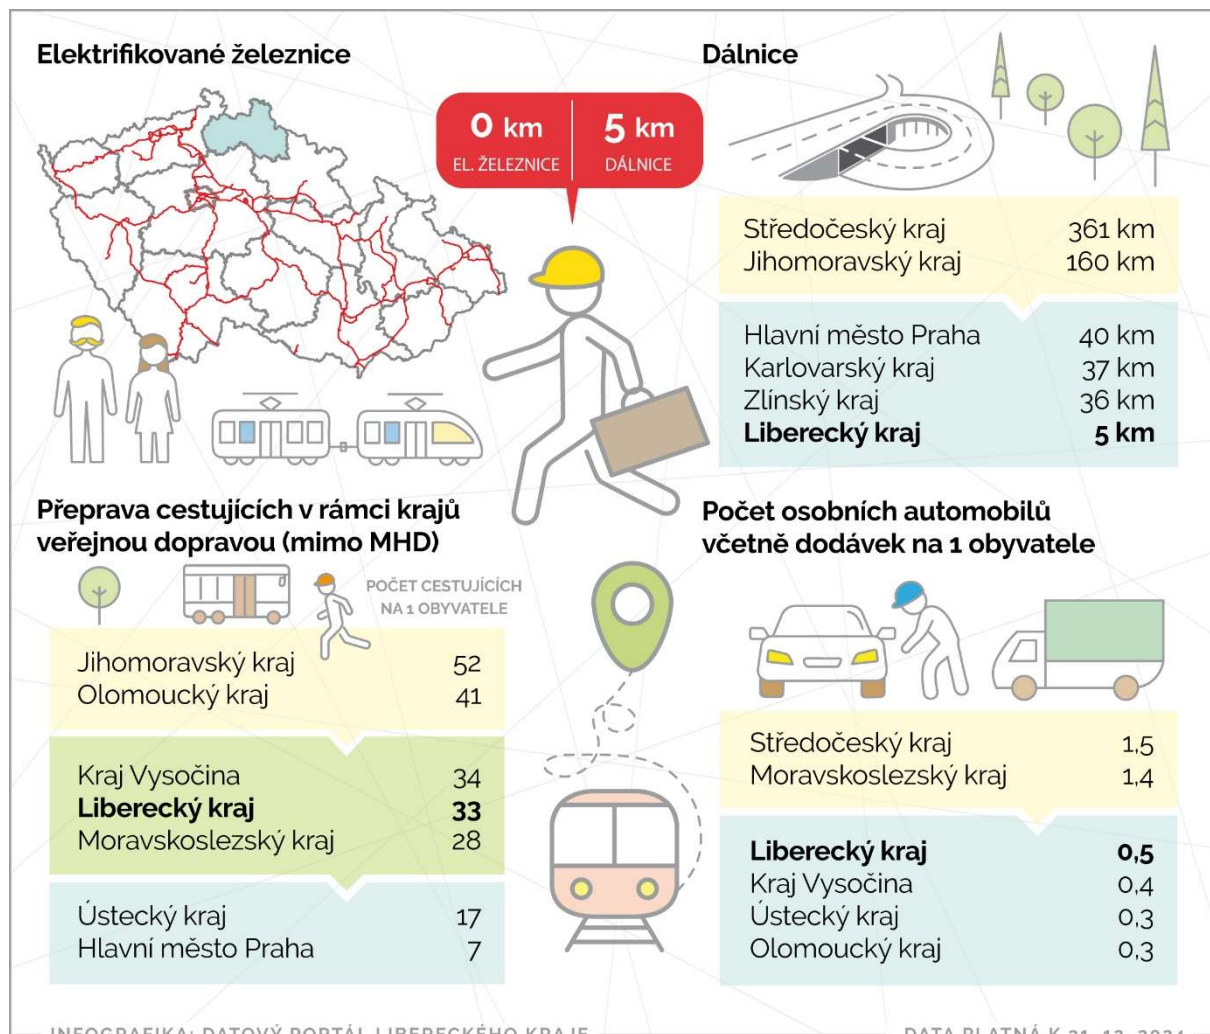 Elektrifikované železnice
0 km
EL. ŽELEZNICE
5 km
DÁLNICE
Dálnice
Středočeský kraj 361 km
Jihomoravský kraj 160 km
Hlavní město Praha 40 km
Karlovarský kraj 37 km
Zlínský kraj 36 km
Liberecký kraj 5 km
Přeprava cestujících v rámci krajů
veřejnou dopravou (mimo MHD)
POČET CESTUJÍCÍCH
NA 1 OBYVATELE
Jihomoravský kraj 52
Olomoucký kraj 41
Kraj Vysočina 34
Liberecký kraj 33
Moravskoslezský kraj 28
Ústecký kraj 17
Hlavní město Praha 7
Počet osobních automobilů
včetně dodávek na 1 obyvatele
Středočeský kraj 1,5
Moravskoslezský kraj 1,4
Liberecký kraj 0,5
Kraj Vysočina 0,4
Ústecký kraj 0,3
Olomoucký kraj 0,3
INFOGRAFIKA: DATOVÝ PORTÁL LIBERECKÉHO KRAJE
DATA PLATNÁ K 31. 12. 2024